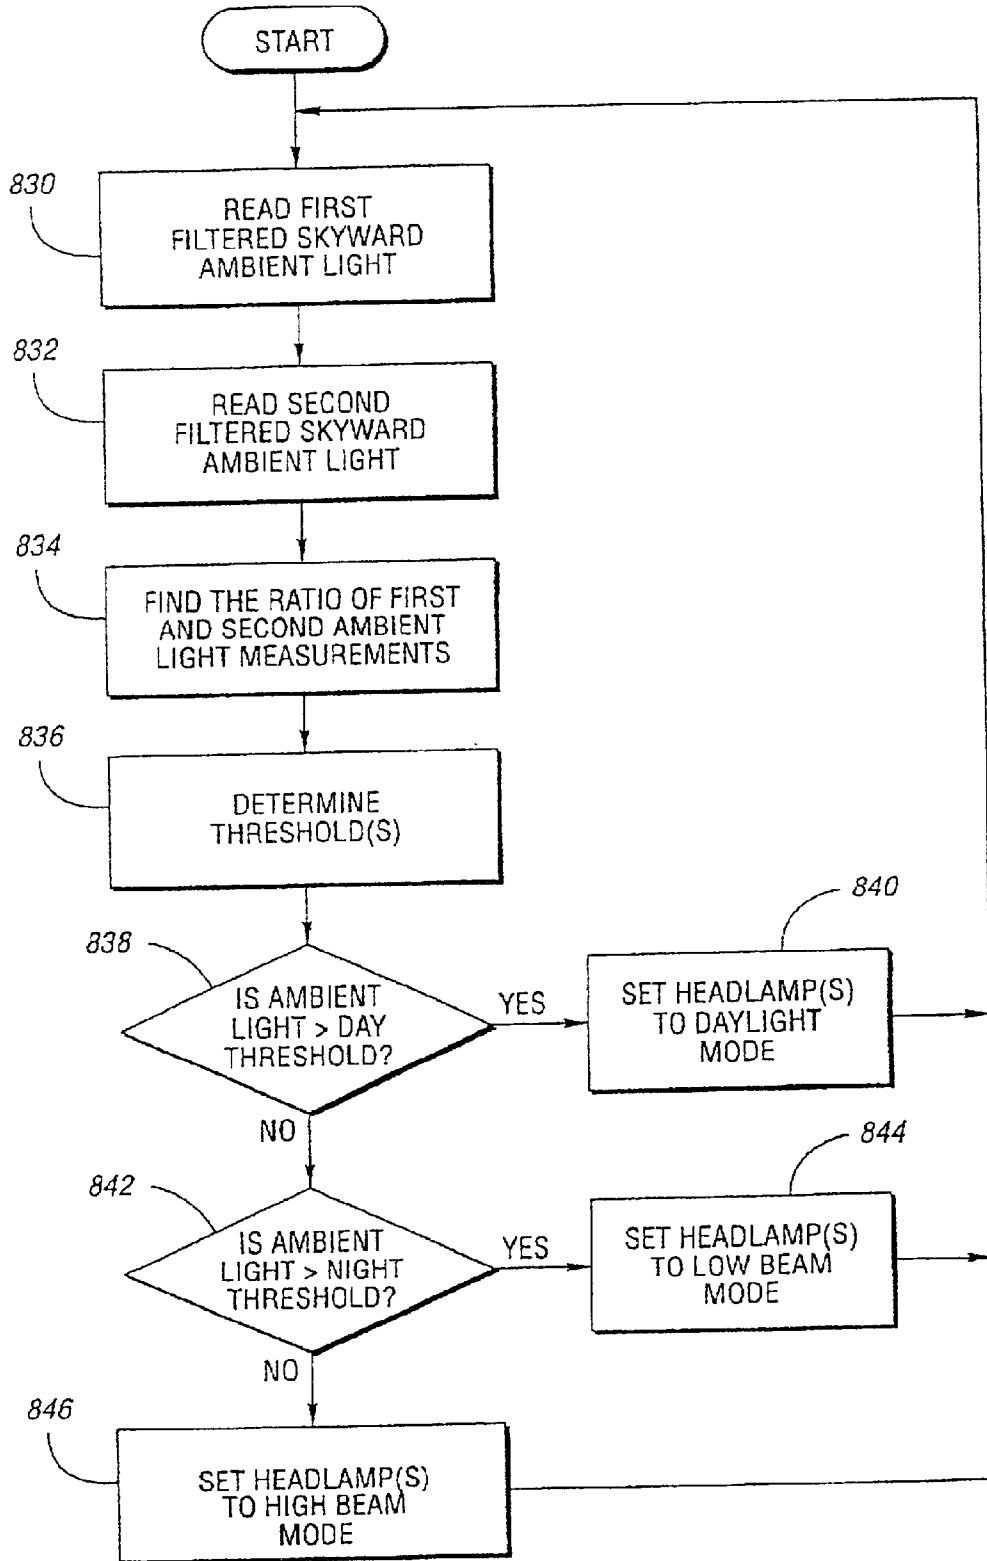 START
830
READ FIRST
FILTERED SKYWARD
AMBIENT LIGHT
832
READ SECOND
FILTERED SKYWARD
AMBIENT LIGHT
834
FIND THE RATIO OF FIRST
AND SECOND AMBIENT
LIGHT MEASUREMENTS
836
DETERMINE
THRESHOLD(S)
838
IS AMBIENT
LIGHT > DAY
THRESHOLD?
YES
840
SET HEADLAMP(S)
TO DAYLIGHT
MODE
NO
842
IS AMBIENT
LIGHT > NIGHT
THRESHOLD?
YES
844
SET HEADLAMP(S)
TO LOW BEAM
MODE
NO
846
SET HEADLAMP(S)
TO HIGH BEAM
MODE